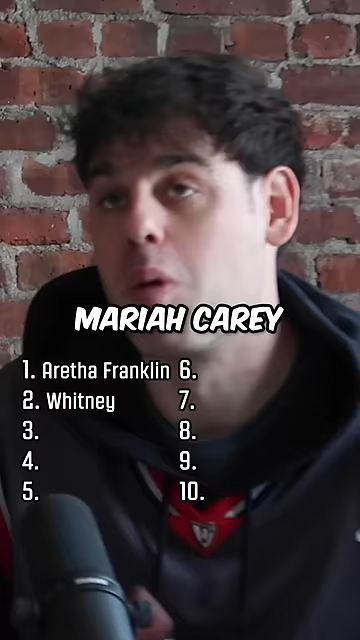 MARIAH CAREY
1. Aretha Franklin 6.
2. Whitney 7.
3. 8.
4. 9.
5. 10.